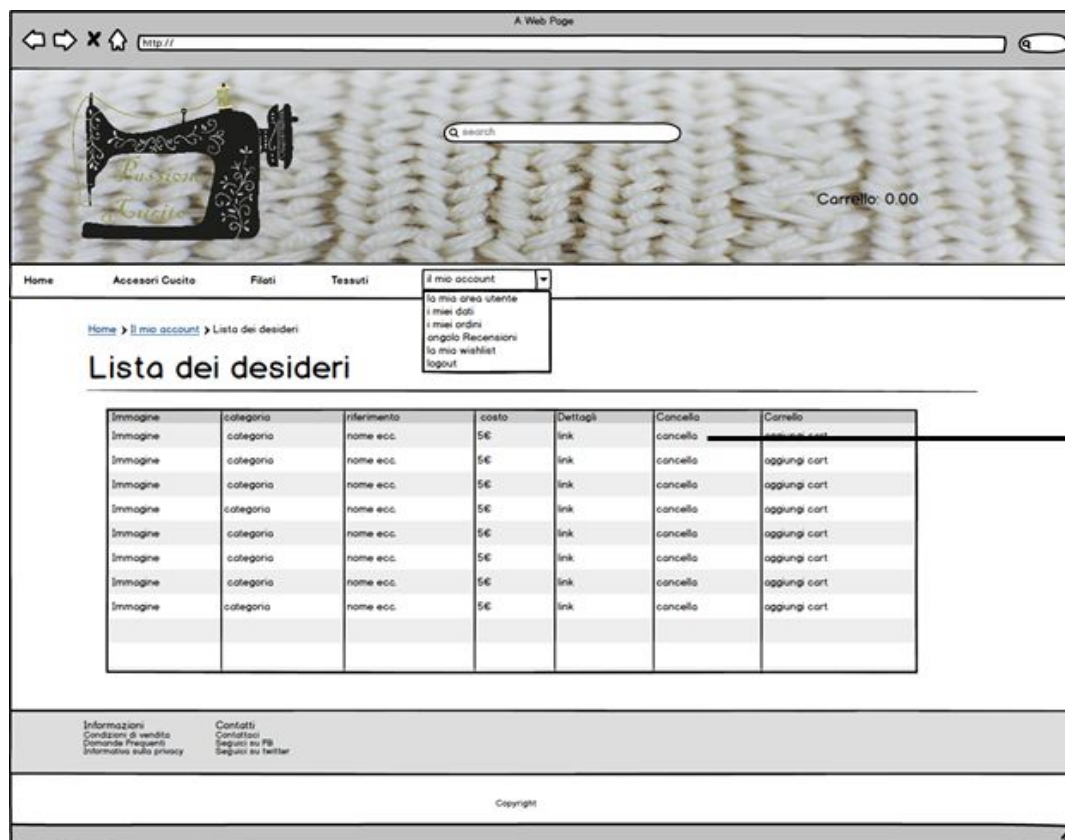 A Web Page
http://
search
Passione
Cucito
Carrello: 0.00
Home Accesori Cucito Filati Tessuti il mio account
la mia area utente
i miei dati
i miei ordini
angolo Recensioni
la mia wishlist
logout
Home > Il mio account > Lista dei desideri
Lista dei desideri
Immagine categoria riferimento costo Dettagli Cancella Carrello
Immagine categoria nome ecc. 5€ link cancella aggiungi cart
Immagine categoria nome ecc. 5€ link cancella aggiungi cart
Immagine categoria nome ecc. 5€ link cancella aggiungi cart
Immagine categoria nome ecc. 5€ link cancella aggiungi cart
Immagine categoria nome ecc. 5€ link cancella aggiungi cart
Immagine categoria nome ecc. 5€ link cancella aggiungi cart
Immagine categoria nome ecc. 5€ link cancella aggiungi cart
Immagine categoria nome ecc. 5€ link cancella aggiungi cart
Informazioni Contatti
Condizioni di vendita Contattaci
Domande Frequenti Seguici su FB
Informativa sulla privacy Seguici su twitter
Copyright